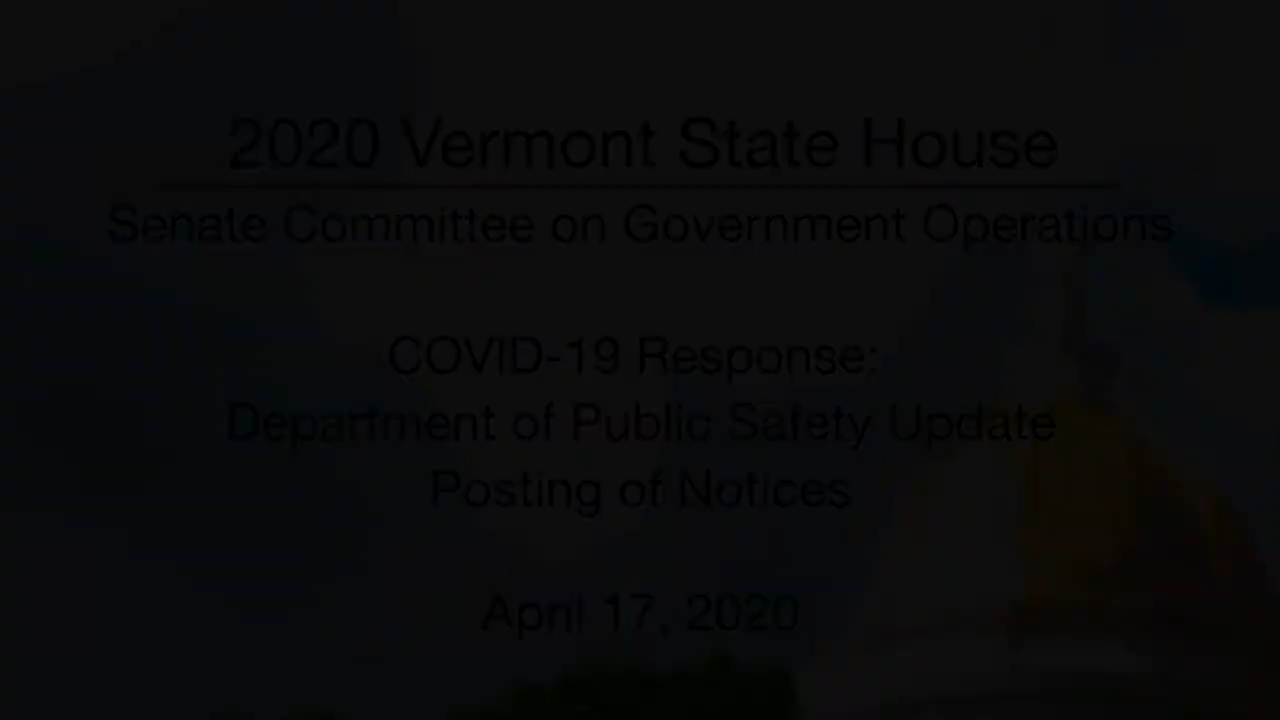 2020 Vermont State House
Senate Committee on Government Operations
COVID-19 Response:
Department of Public Safety Update
Posting of Notices
April 17, 2020